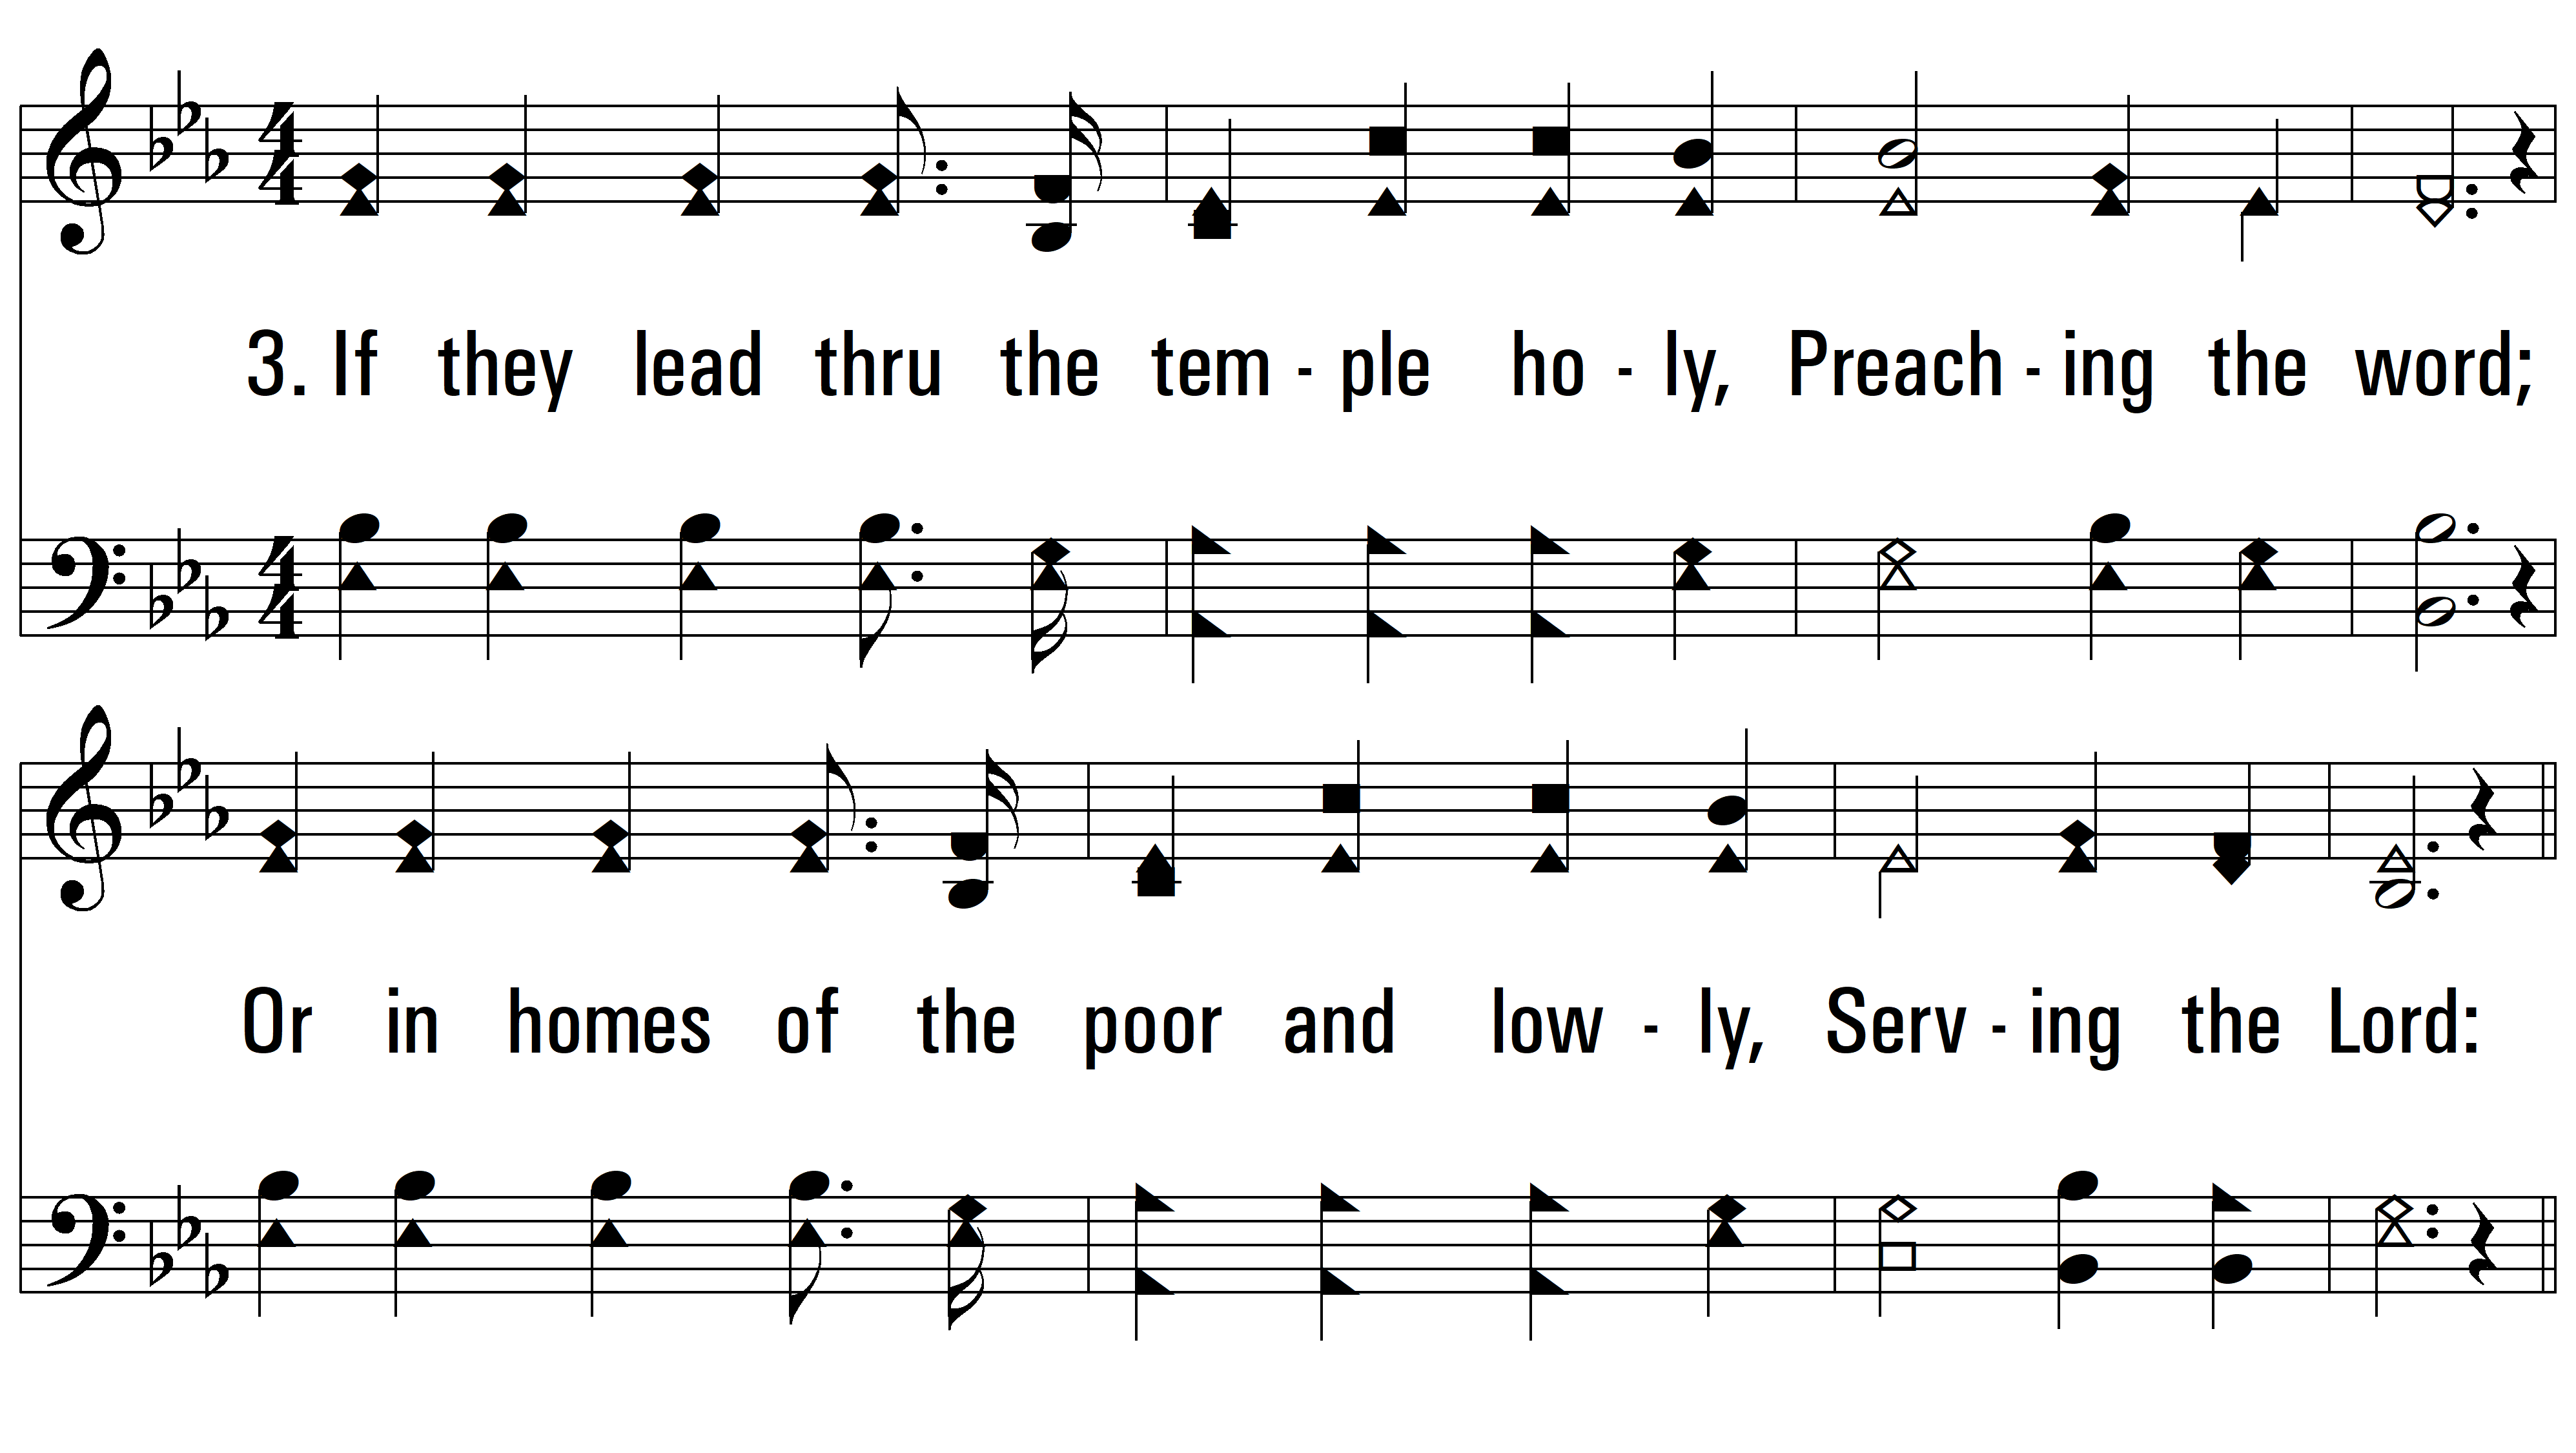 3. If they lead thru the tem - ple ho - ly, Preach - ing the word;
Or in homes of the poor and low - ly, Serv - ing the Lord: